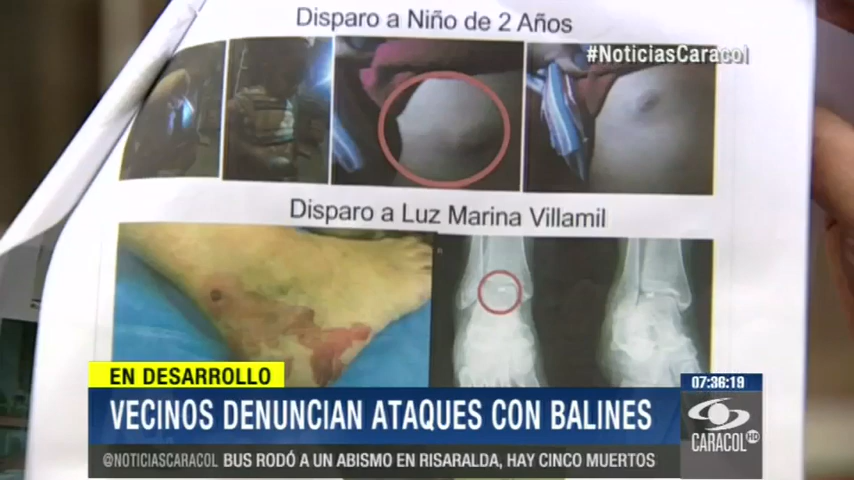 Disparo a Niño de 2 Años
#NoticiasCaracol
Disparo a Luz Marina Villamil
EN DESARROLLO
VECINOS DENUNCIAN ATAQUES CON BALINES
07:36:19
CARACOL HD
@NOTICIASCARACOL BUS RODÓ A UN ABISMO EN RISARALDA, HAY CINCO MUERTOS